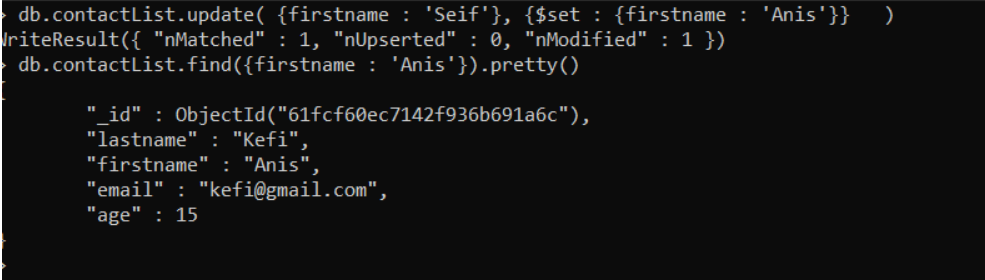 > db.contactList.update( {firstname : 'Seif'}, {$set : {firstname : 'Anis'}}   )
WriteResult({ "nMatched" : 1, "nUpserted" : 0, "nModified" : 1 })
> db.contactList.find({firstname : 'Anis'}).pretty()
{
        "_id" : ObjectId("61fcf60ec7142f936b691a6c"),
        "lastname" : "Kefi",
        "firstname" : "Anis",
        "email" : "kefi@gmail.com",
        "age" : 15
}
>